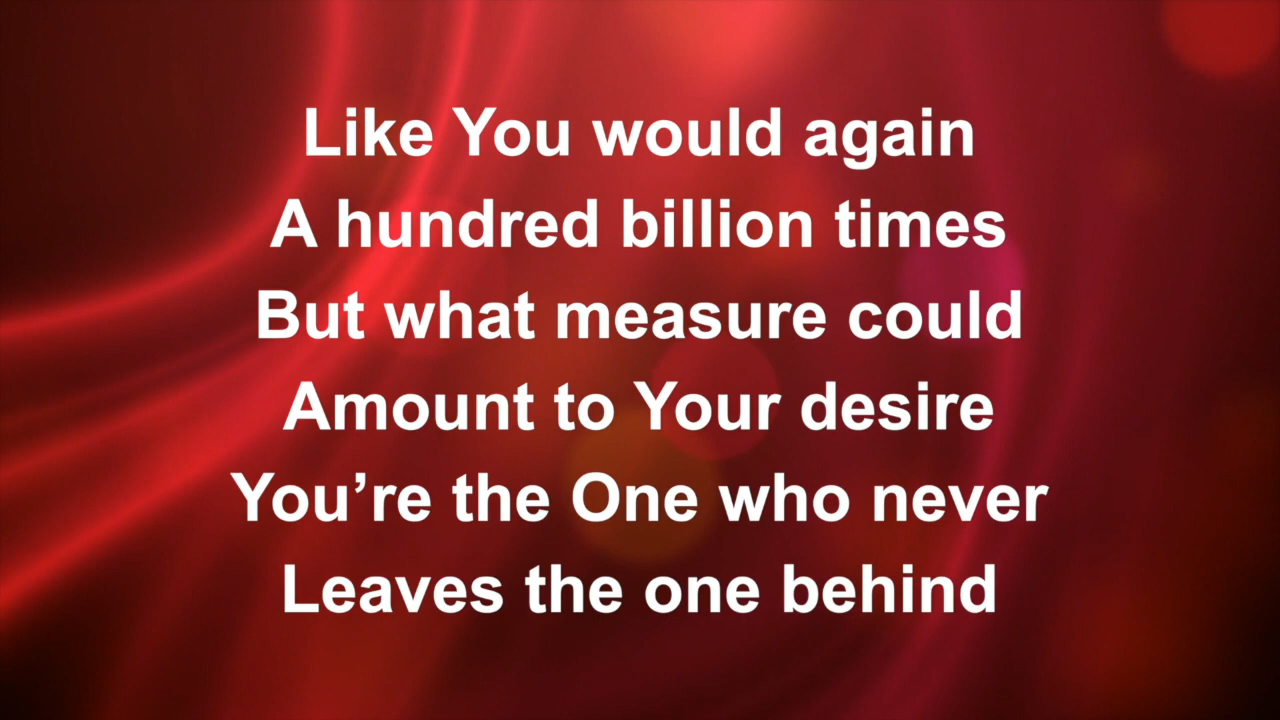 Like You would again
A hundred billion times
But what measure could
Amount to Your desire
You’re the One who never
Leaves the one behind